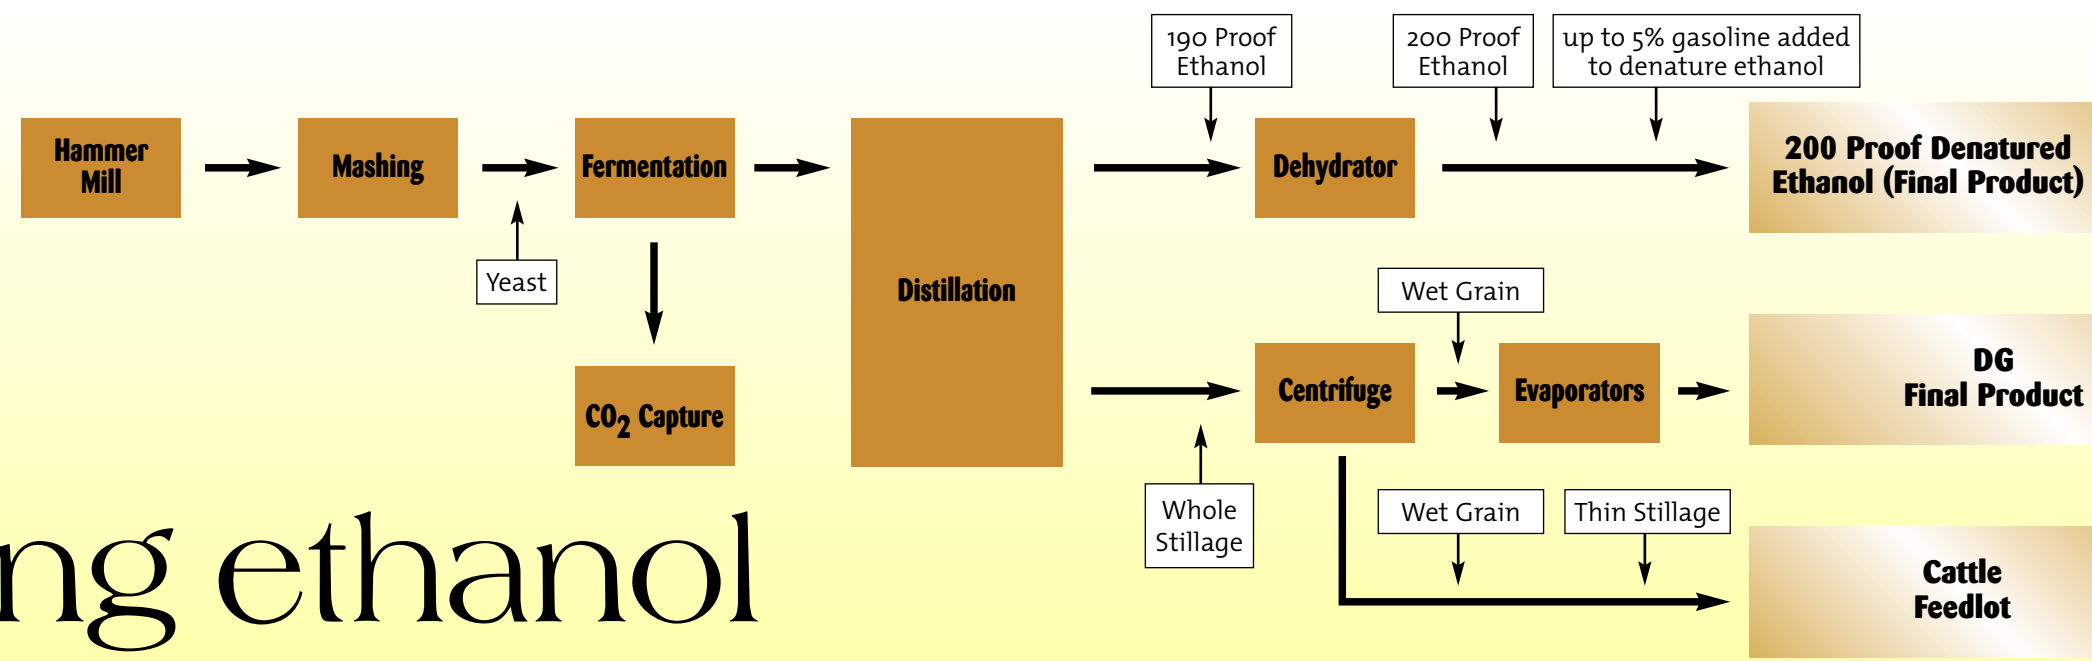 190 Proof
Ethanol
200 Proof
Ethanol
up to 5% gasoline added
to denature ethanol
Hammer
Mill
Mashing
Fermentation
Distillation
Dehydrator
200 Proof Denatured
Ethanol (Final Product)
Yeast
Wet Grain
CO2 Capture
Centrifuge
Evaporators
DG
Final Product
Whole
Stillage
Wet Grain
Thin Stillage
Cattle
Feedlot
ng ethanol